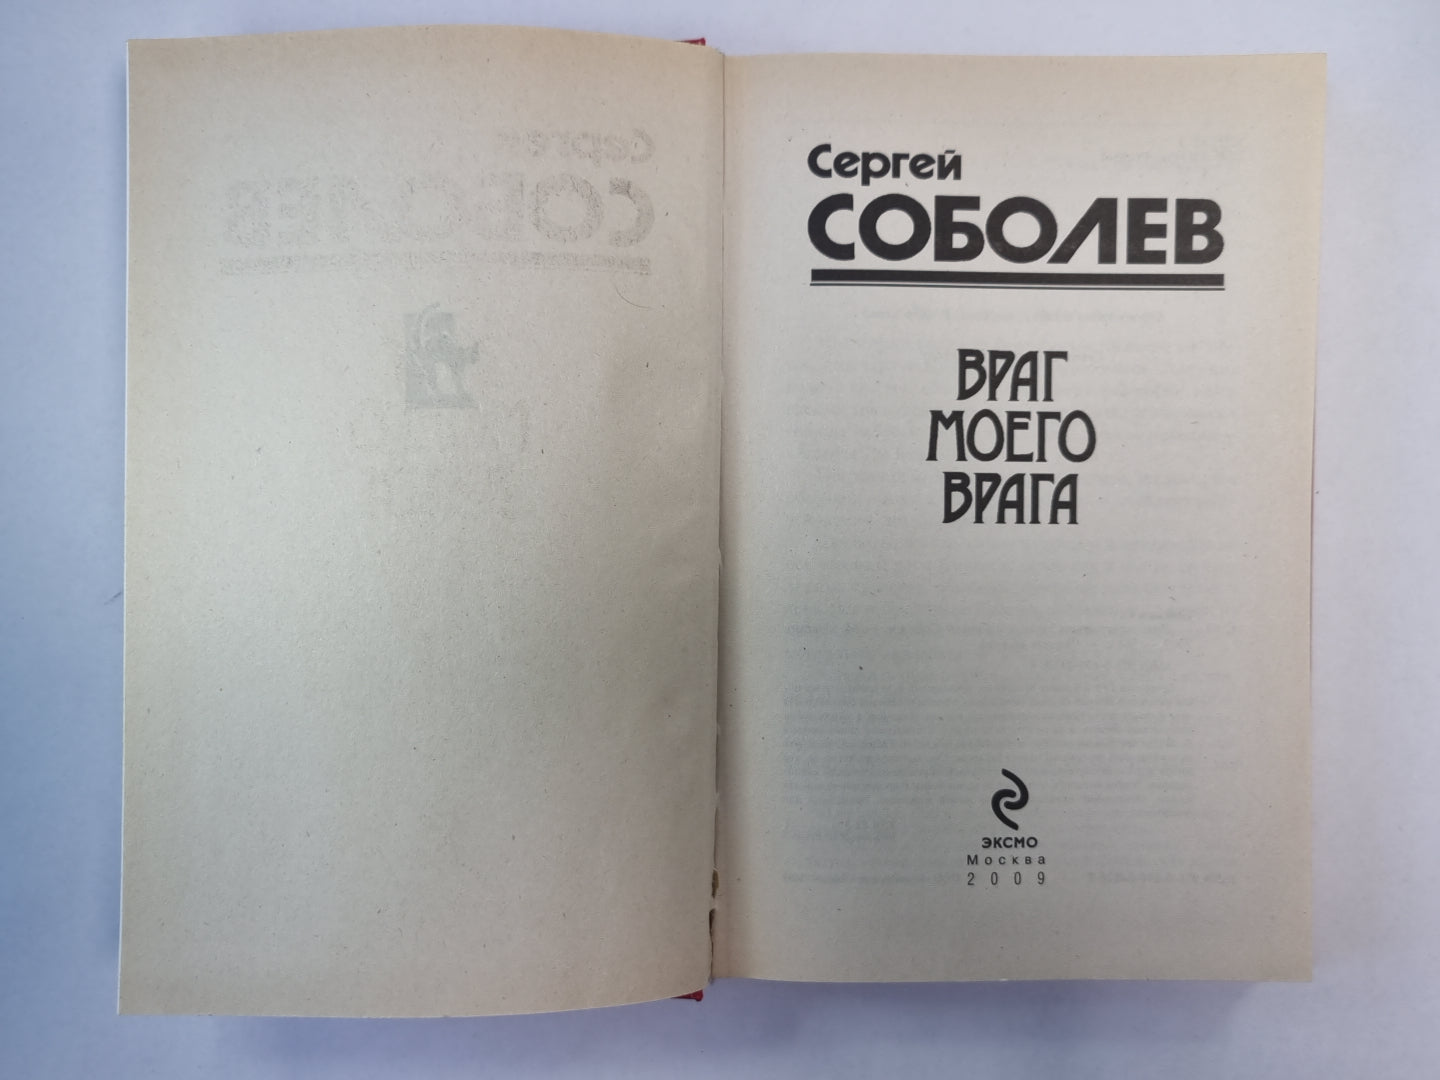 Сергей
СОБОЛЕВ
ВРАГ
МОЕГО
ВРАГА
ЭКСМО
Москва
2009